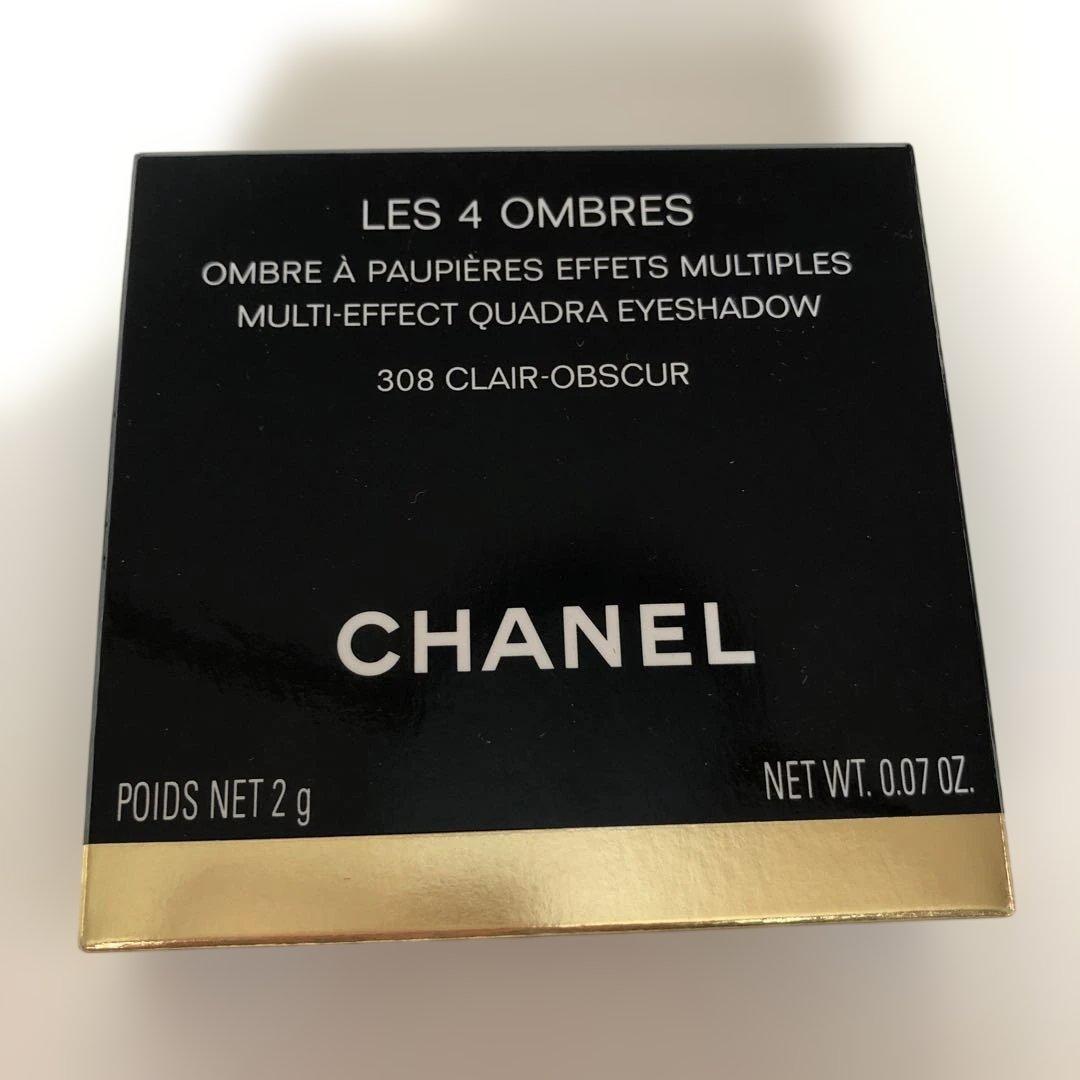 LES 4 OMBRES
OMBRE À PAUPIÈRES EFFETS MULTIPLES
MULTI-EFFECT QUADRA EYESHADOW
308 CLAIR-OBSCUR
CHANEL
POIDS NET 2 g
NET WT. 0.07 OZ.